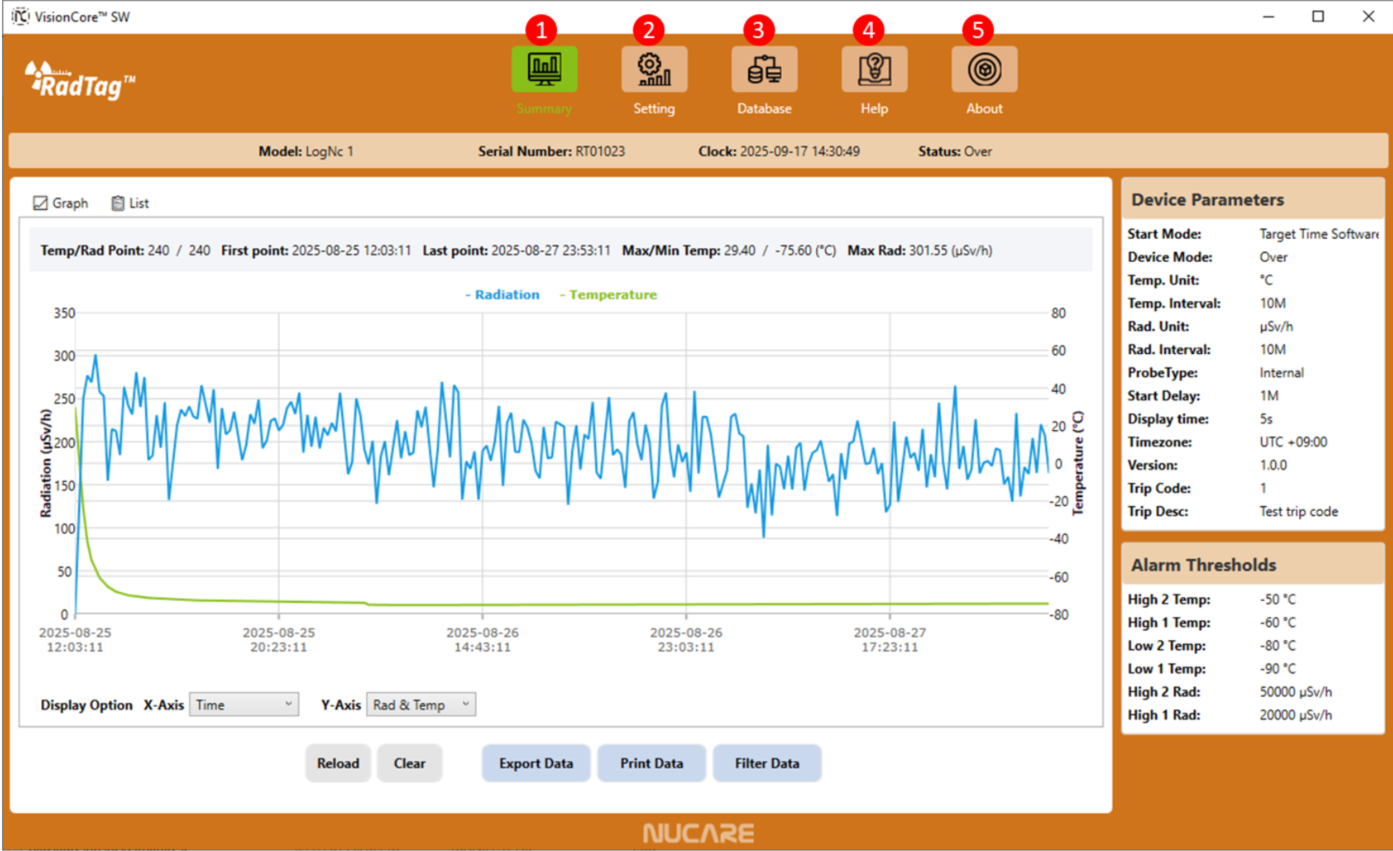 VisionCore™ SW
1 2 3 4 5
RadTag™
Summary Setting Database Help About
Model: LogNc 1 Serial Number: RT01023 Clock: 2025-09-17 14:30:49 Status: Over
Graph List
Temp/Rad Point: 240 / 240 First point: 2025-08-25 12:03:11 Last point: 2025-08-27 23:53:11 Max/Min Temp: 29.40 / -75.60 (°C) Max Rad: 301.55 (µSv/h)
- Radiation - Temperature
Radiation (µSv/h)
350
300
250
200
150
100
50
0
80
60
40
20
0
-20
-40
-60
-80
Temperature (°C)
2025-08-25 2025-08-25 2025-08-26 2025-08-26 2025-08-27
12:03:11 20:23:11 14:43:11 23:03:11 17:23:11
Display Option X-Axis Time Y-Axis Rad & Temp
Reload Clear Export Data Print Data Filter Data
Device Parameters
Start Mode: Target Time Software
Device Mode: Over
Temp. Unit: °C
Temp. Interval: 10M
Rad. Unit: µSv/h
Rad. Interval: 10M
ProbeType: Internal
Start Delay: 1M
Display time: 5s
Timezone: UTC +09:00
Version: 1.0.0
Trip Code: 1
Trip Desc: Test trip code
Alarm Thresholds
High 2 Temp: -50 °C
High 1 Temp: -60 °C
Low 2 Temp: -80 °C
Low 1 Temp: -90 °C
High 2 Rad: 50000 µSv/h
High 1 Rad: 20000 µSv/h
NUCARE